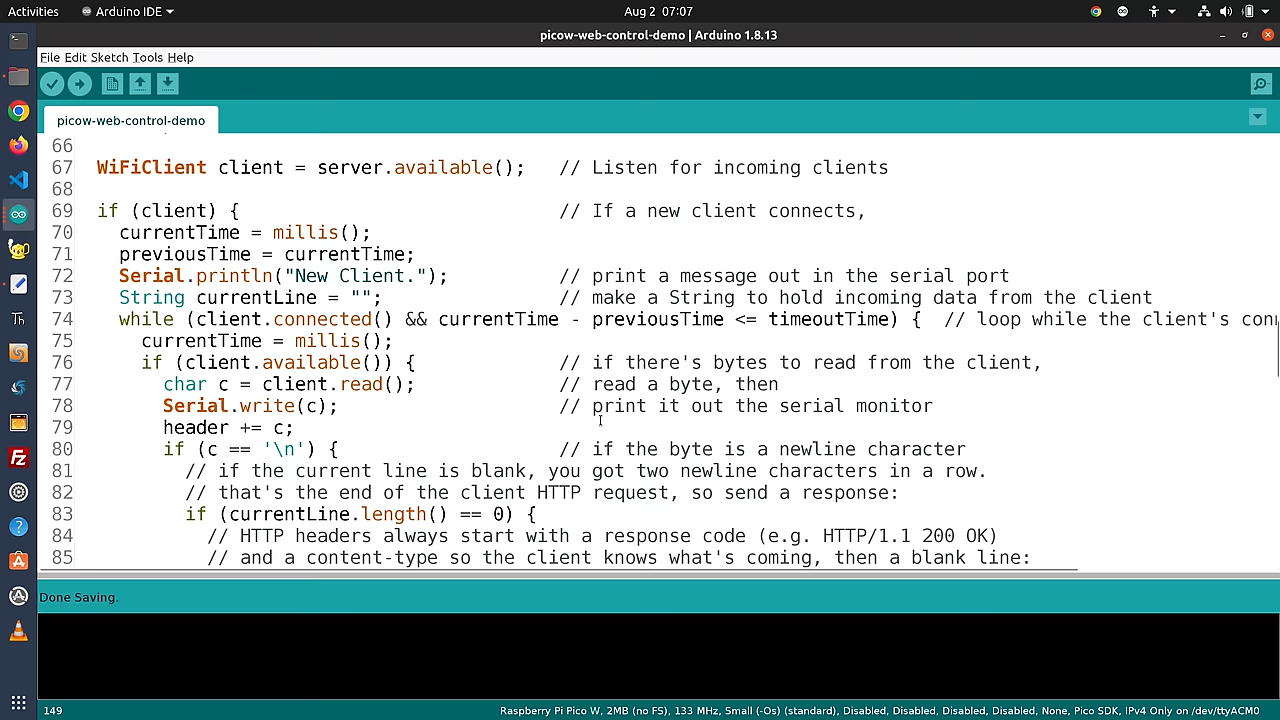 Activities Arduino IDE Aug 2 07:07
picow-web-control-demo | Arduino 1.8.13
File Edit Sketch Tools Help
picow-web-control-demo
66
67 WiFiClient client = server.available(); // Listen for incoming clients
68
69 if (client) { // If a new client connects,
70 currentTime = millis();
71 previousTime = currentTime;
72 Serial.println("New Client."); // print a message out in the serial port
73 String currentLine = ""; // make a String to hold incoming data from the client
74 while (client.connected() && currentTime - previousTime <= timeoutTime) { // loop while the client's con
75 currentTime = millis();
76 if (client.available()) { // if there's bytes to read from the client,
77 char c = client.read(); // read a byte, then
78 Serial.write(c); // print it out the serial monitor
79 header += c;
80 if (c == '\n') { // if the byte is a newline character
81 // if the current line is blank, you got two newline characters in a row.
82 // that's the end of the client HTTP request, so send a response:
83 if (currentLine.length() == 0) {
84 // HTTP headers always start with a response code (e.g. HTTP/1.1 200 OK)
85 // and a content-type so the client knows what's coming, then a blank line:
Done Saving.
149 Raspberry Pi Pico W, 2MB (no FS), 133 MHz, Small (-Os) (standard), Disabled, Disabled, Disabled, Disabled, None, Pico SDK, IPv4 Only on /dev/ttyACM0